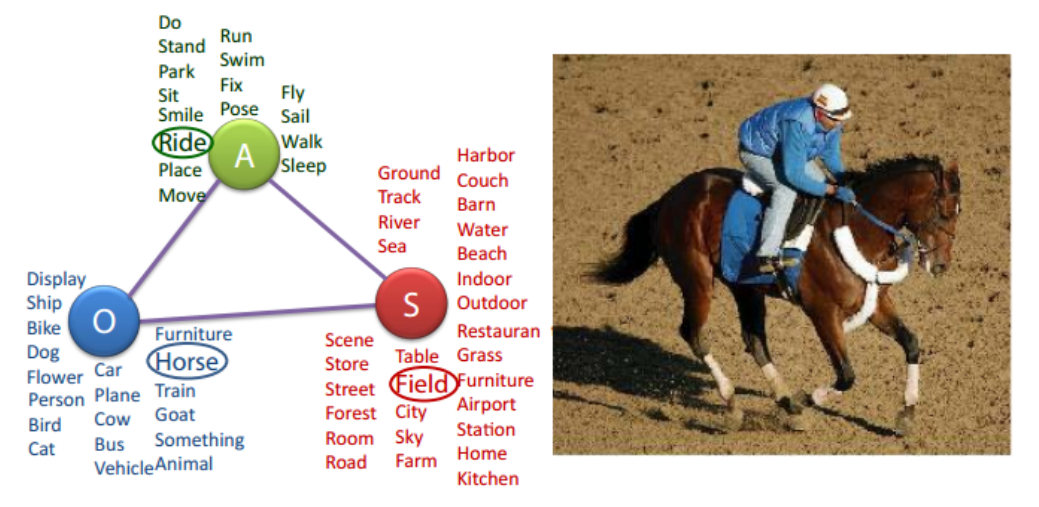 Do
Stand
Park
Sit
Smile
Ride
Place
Move
Run
Swim
Fix
Pose
Fly
Sail
Walk
Sleep
A
Ground
Track
River
Sea
Harbor
Couch
Barn
Water
Beach
Indoor
Outdoor
Restauran
Grass
Furniture
Airport
Station
Home
Kitchen
S
Scene
Store
Street
Forest
Room
Road
Table
Field
City
Sky
Farm
O
Display
Ship
Bike
Dog
Flower
Person
Bird
Cat
Car
Plane
Cow
Bus
Vehicle
Furniture
Horse
Train
Goat
Something
Animal